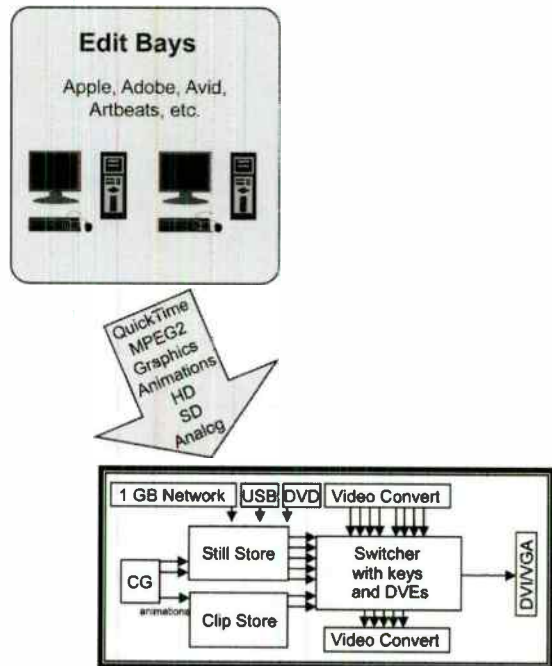 Edit Bays
Apple, Adobe, Avid,
Artbeats, etc.
QuickTime
MPEG2
Graphics
Animations
HD
SD
Analog
1 GB Network
USB
DVD
Video Convert
Still Store
Switcher
with keys
and DVEs
CG
animations
Clip Store
DVI/VGA
Video Convert